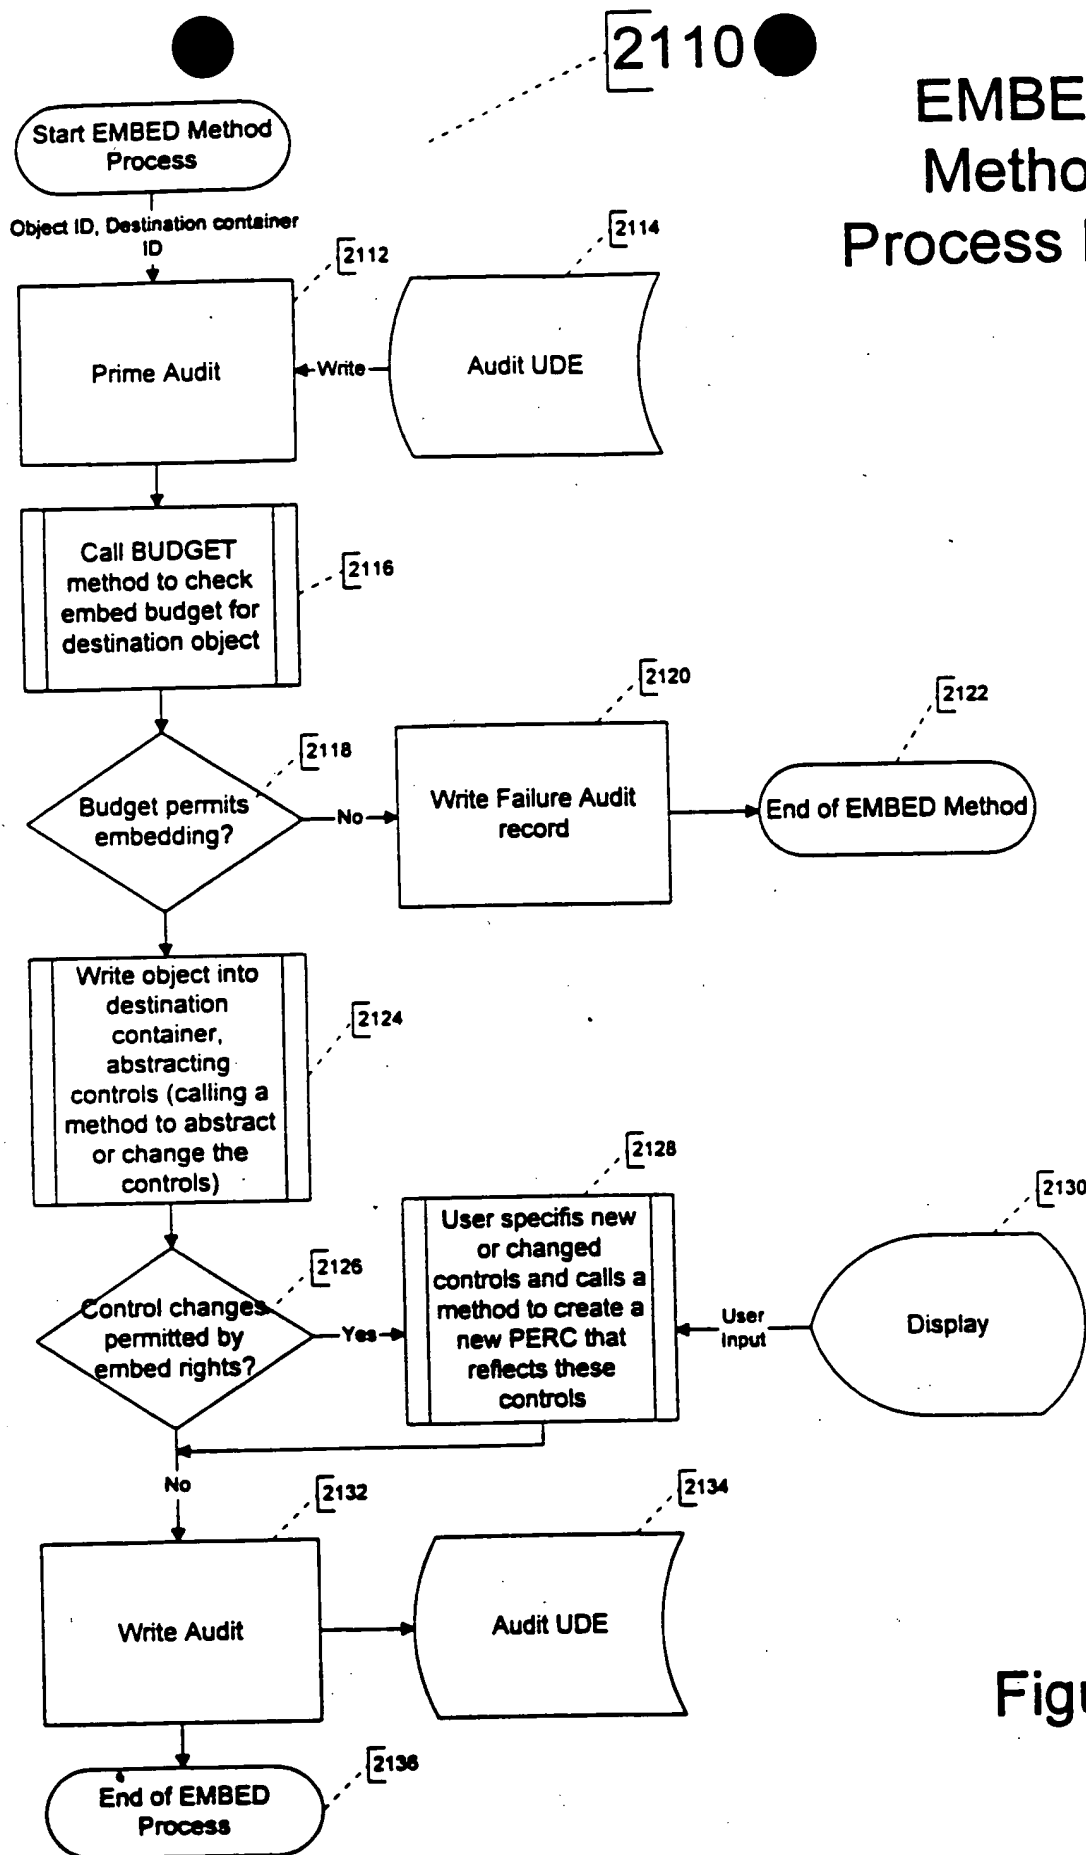 2110
EMBE
Metho
Process
Start EMBED Method
Process
Object ID, Destination container
ID
2112
2114
Prime Audit
Write
Audit UDE
Call BUDGET
method to check
embed budget for
destination object
2116
2118
Budget permits
embedding?
No
2120
Write Failure Audit
record
2122
End of EMBED Method
Write object into
destination
container,
abstracting
controls (calling a
method to abstract
or change the
controls)
2124
2126
Control changes
permitted by
embed rights?
Yes
2128
User specifis new
or changed
controls and calls a
method to create a
new PERC that
reflects these
controls
User
Input
2130
Display
No
2132
Write Audit
2134
Audit UDE
2136
End of EMBED
Process
Figu